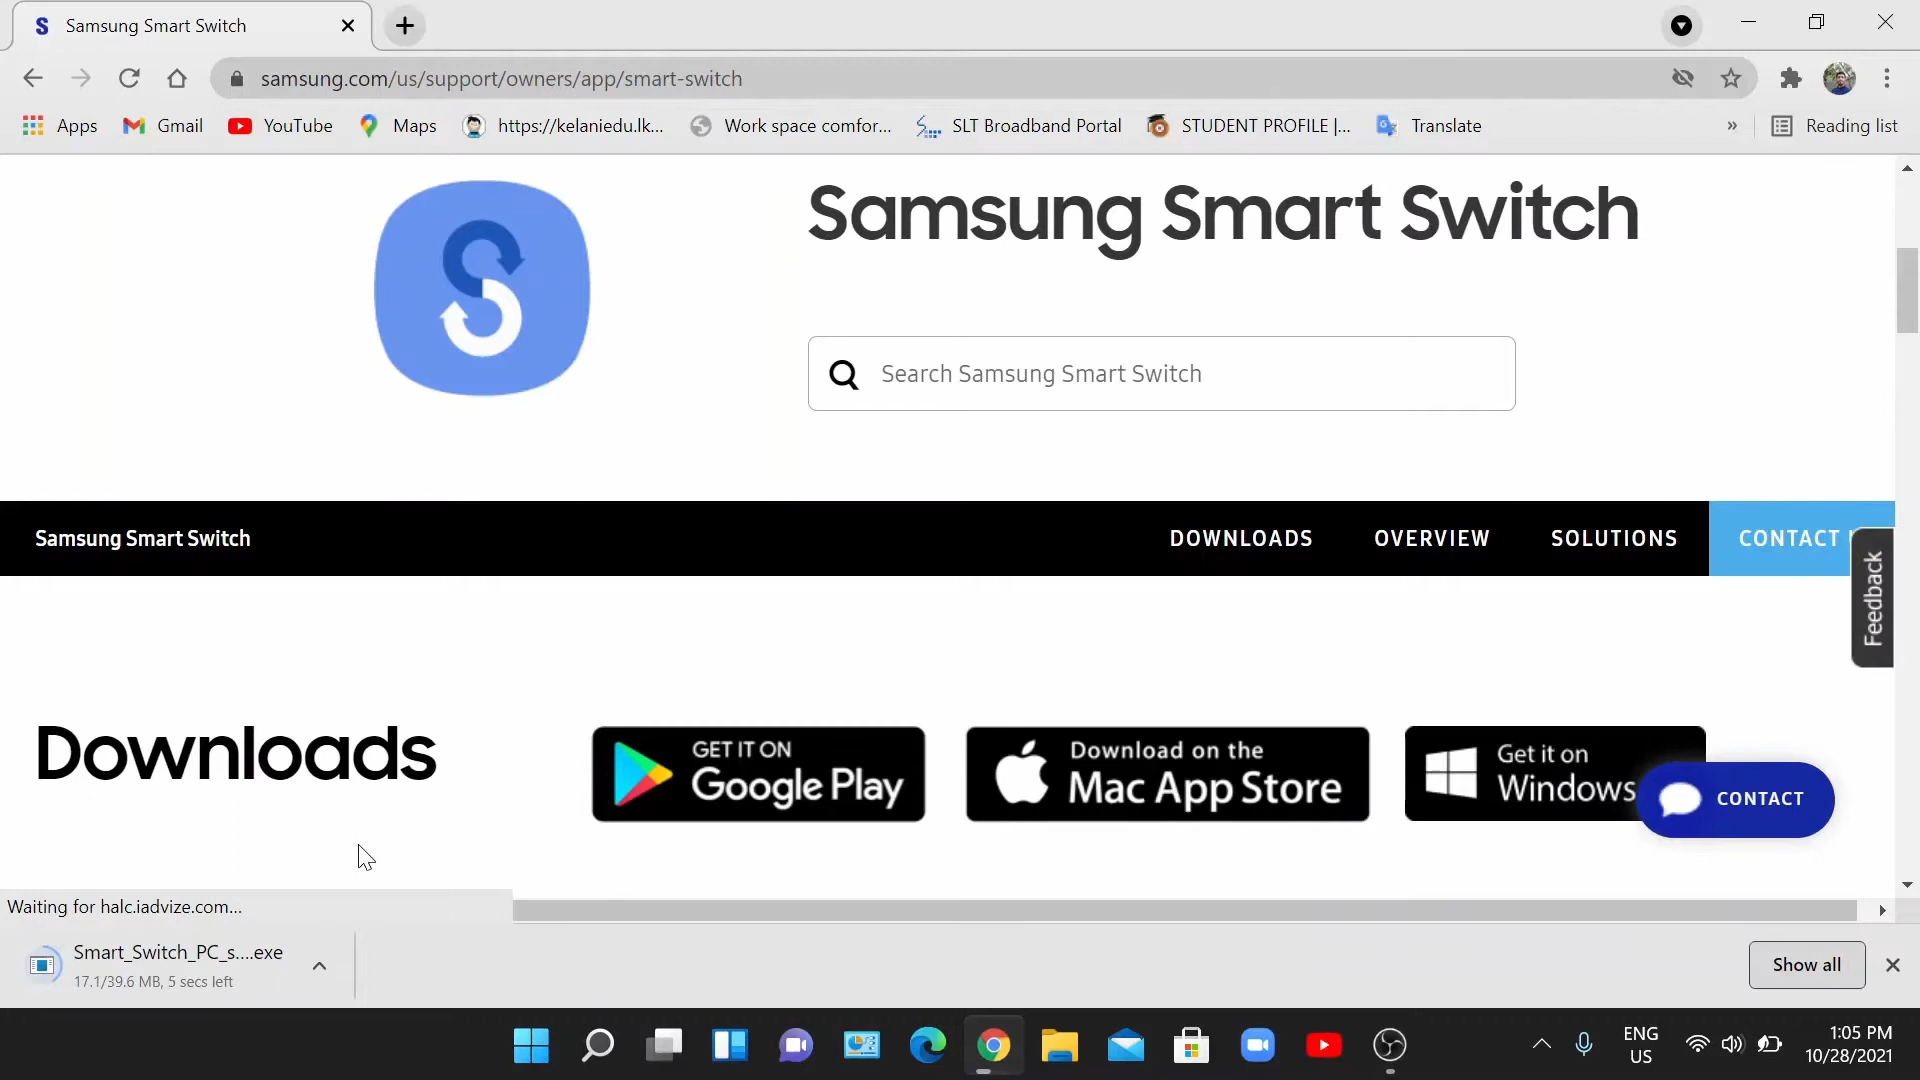 Samsung Smart Switch
samsung.com/us/support/owners/app/smart-switch
Apps
Gmail
YouTube
Maps
https://kelaniedu.lk...
Work space comfor...
SLT Broadband Portal
STUDENT PROFILE |...
Translate
»
Reading list
Samsung Smart Switch
Search Samsung Smart Switch
Samsung Smart Switch
DOWNLOADS
OVERVIEW
SOLUTIONS
CONTACT
Feedback
Downloads
GET IT ON
Google Play
Download on the
Mac App Store
Get it on
Windows
CONTACT
Waiting for halc.iadvize.com...
Smart_Switch_PC_s....exe
17.1/39.6 MB, 5 secs left
Show all
ENG
US
1:05 PM
10/28/2021